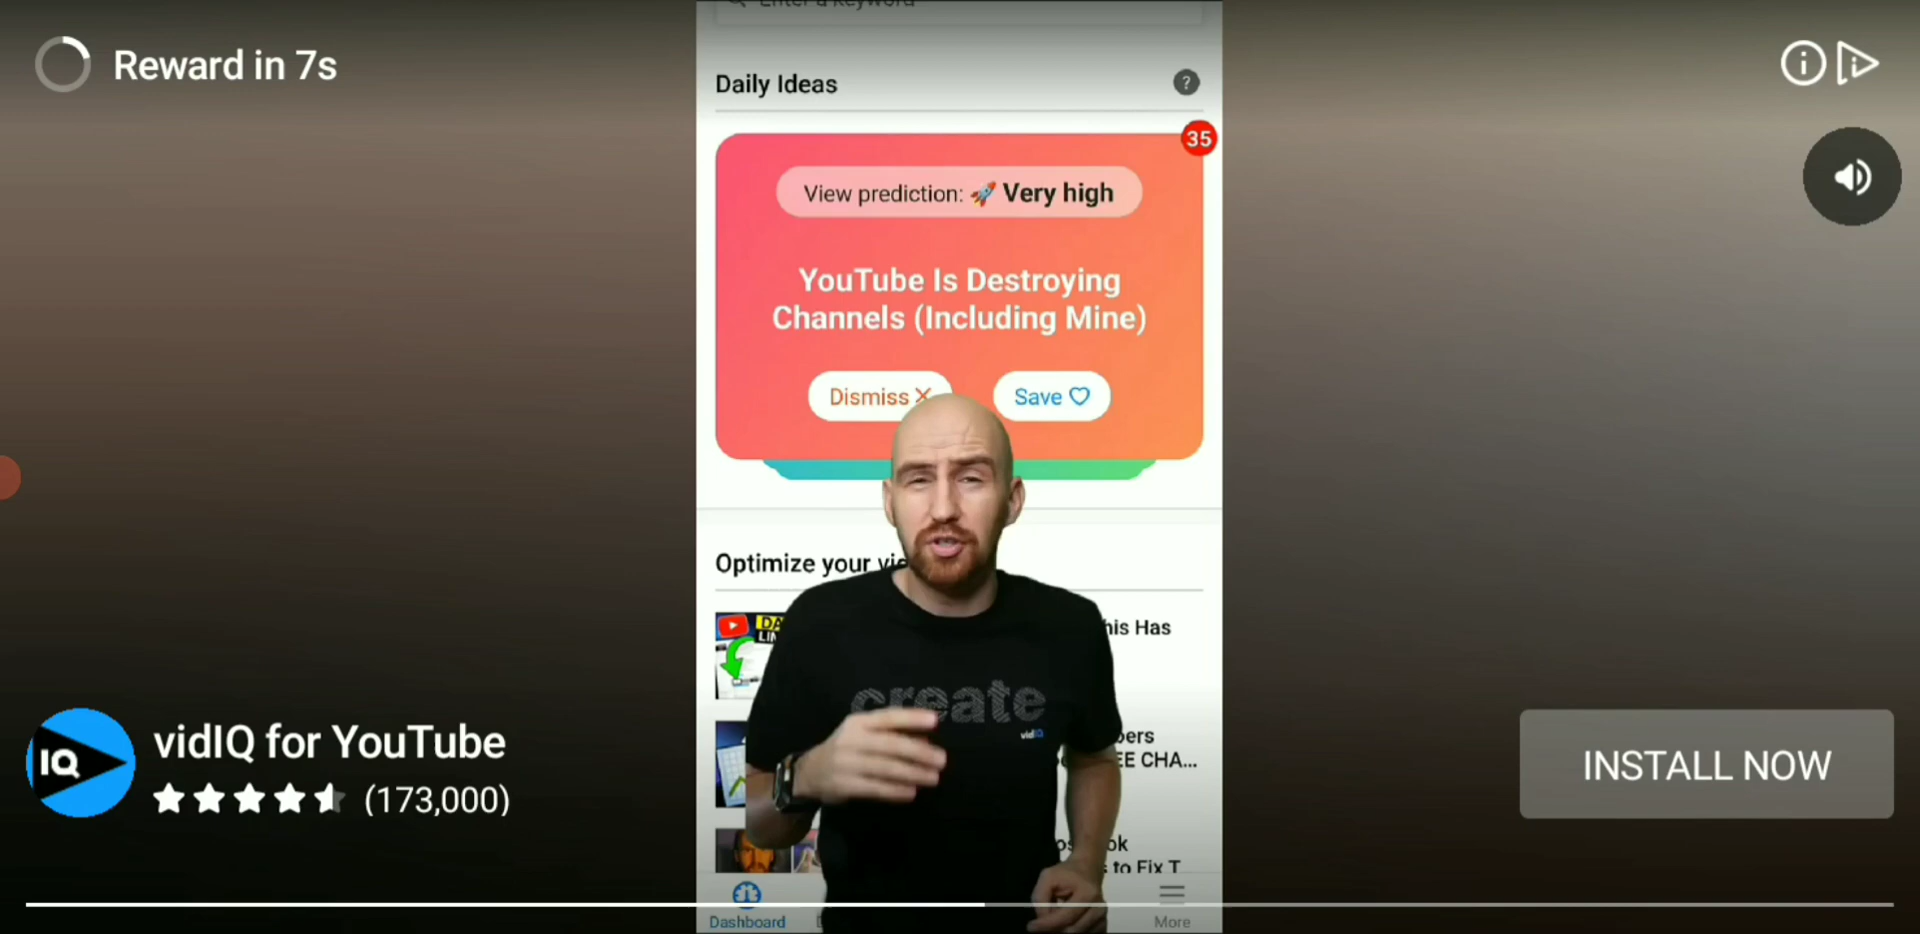 Enter a keyword
Reward in 7s
Daily Ideas
?
35
View prediction: 🚀 Very high
YouTube Is Destroying
Channels (Including Mine)
Dismiss ✕
Save ♡
Optimize your
his Has
create
vidIQ
EE CHA...
to Fix T
IQ
vidIQ for YouTube
(173,000)
INSTALL NOW
Dashboard
More